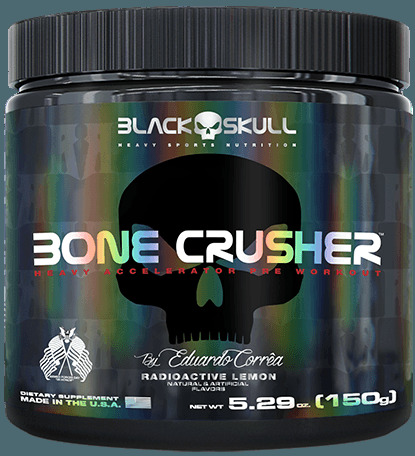 BLACK SKULL
HEAVY SPORTS NUTRITION
BONE CRUSHER™
HEAVY ACCELERATOR PRE WORKOUT
By Eduardo Corrêa
RADIOACTIVE LEMON
NATURAL & ARTIFICIAL
FLAVORS
DIETARY SUPPLEMENT
MADE IN THE U.S.A.
NET WT 5.29 oz. (150g)